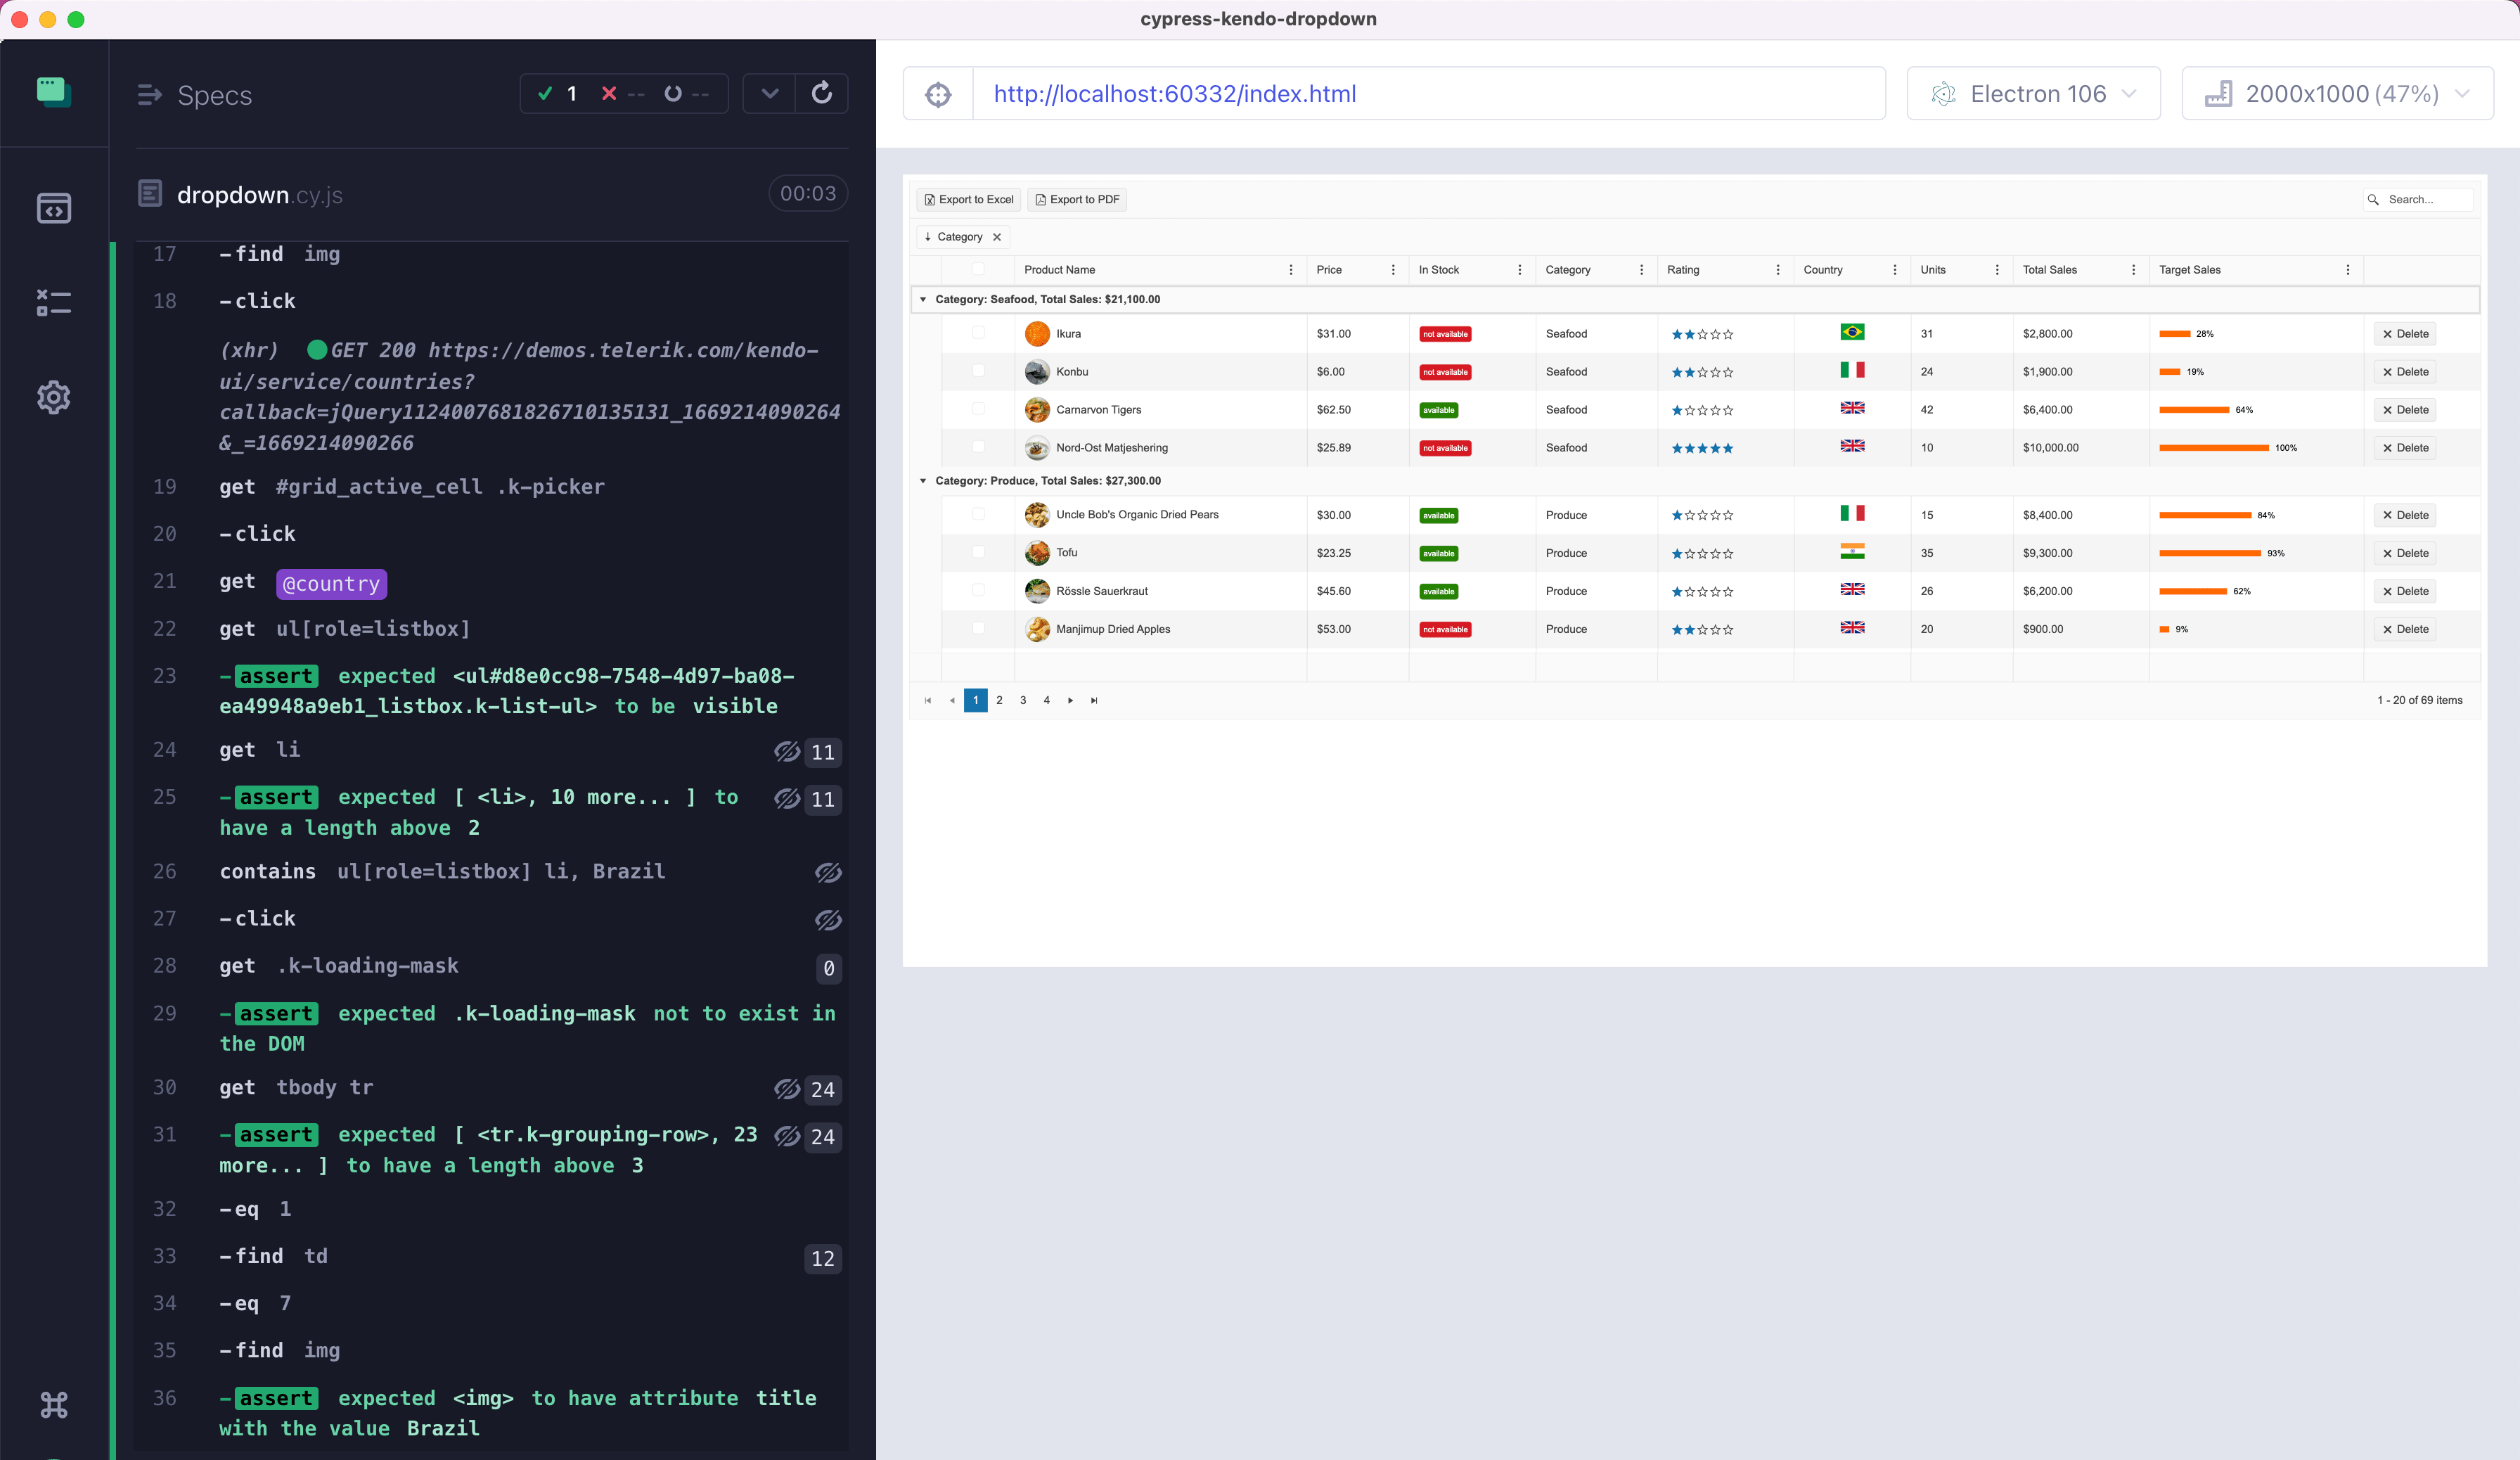 cypress-kendo-dropdown
Specs
1 -- --
dropdown.cy.js 00:03
17 -find img
18 -click
(xhr) GET 200 https://demos.telerik.com/kendo-
ui/service/countries?
callback=jQuery1124007681826710135131_1669214090264
&_=1669214090266
19 get #grid_active_cell .k-picker
20 -click
21 get @country
22 get ul[role=listbox]
23 -assert expected <ul#d8e0cc98-7548-4d97-ba08-
ea49948a9eb1_listbox.k-list-ul> to be visible
24 get li 11
25 -assert expected [ <li>, 10 more... ] to 11
have a length above 2
26 contains ul[role=listbox] li, Brazil
27 -click
28 get .k-loading-mask 0
29 -assert expected .k-loading-mask not to exist in
the DOM
30 get tbody tr 24
31 -assert expected [ <tr.k-grouping-row>, 23 24
more... ] to have a length above 3
32 -eq 1
33 -find td 12
34 -eq 7
35 -find img
36 -assert expected <img> to have attribute title
with the value Brazil
http://localhost:60332/index.html Electron 106 2000x1000 (47%)
Export to Excel Export to PDF Search...
Category
Product Name Price In Stock Category Rating Country Units Total Sales Target Sales
Category: Seafood, Total Sales: $21,100.00
Ikura $31.00 not available Seafood 31 $2,800.00 28% Delete
Konbu $6.00 not available Seafood 24 $1,900.00 19% Delete
Carnarvon Tigers $62.50 available Seafood 42 $6,400.00 64% Delete
Nord-Ost Matjeshering $25.89 not available Seafood 10 $10,000.00 100% Delete
Category: Produce, Total Sales: $27,300.00
Uncle Bob's Organic Dried Pears $30.00 available Produce 15 $8,400.00 84% Delete
Tofu $23.25 available Produce 35 $9,300.00 93% Delete
Rössle Sauerkraut $45.60 available Produce 26 $6,200.00 62% Delete
Manjimup Dried Apples $53.00 not available Produce 20 $900.00 9% Delete
1 2 3 4 1 - 20 of 69 items